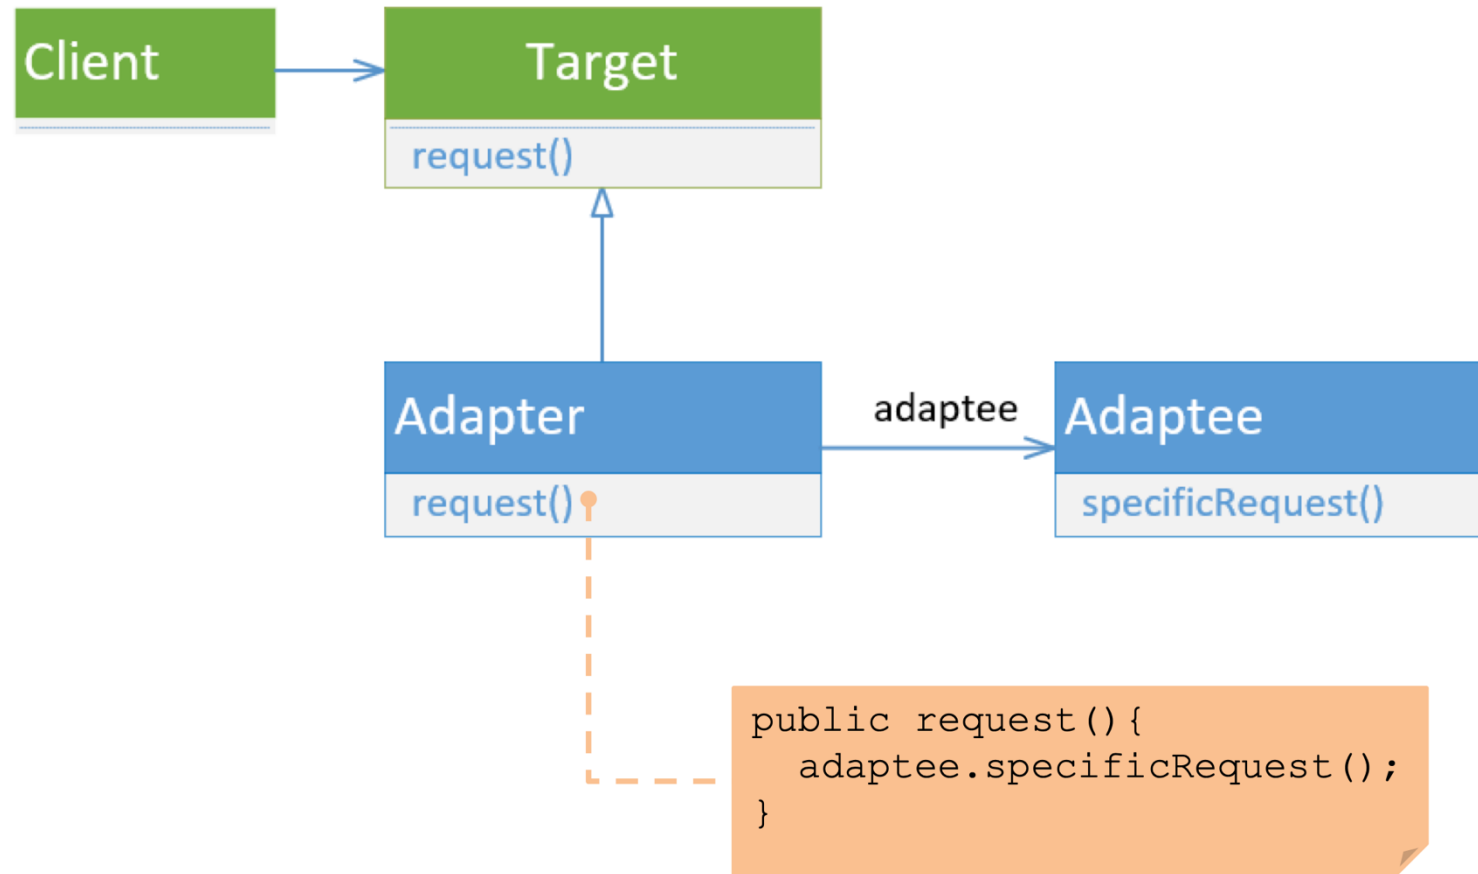 Client
Target
request()
Adapter
adaptee
Adaptee
request()
specificRequest()
public request(){
  adaptee.specificRequest();
}